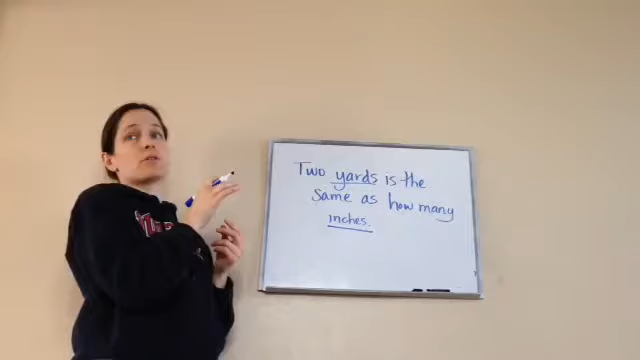 Two yards is the
same as how many
inches.